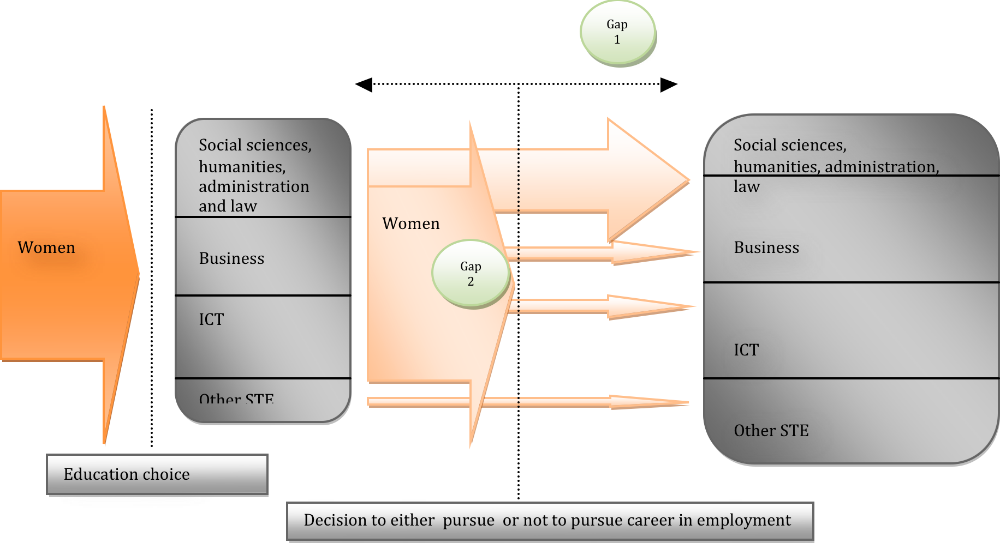 Gap
1
Women
Social sciences,
humanities,
administration
and law
Business
ICT
Other STE
Women
Gap
2
Social sciences,
humanities, administration,
law
Business
ICT
Other STE
Education choice
Decision to either  pursue  or not to pursue career in employment